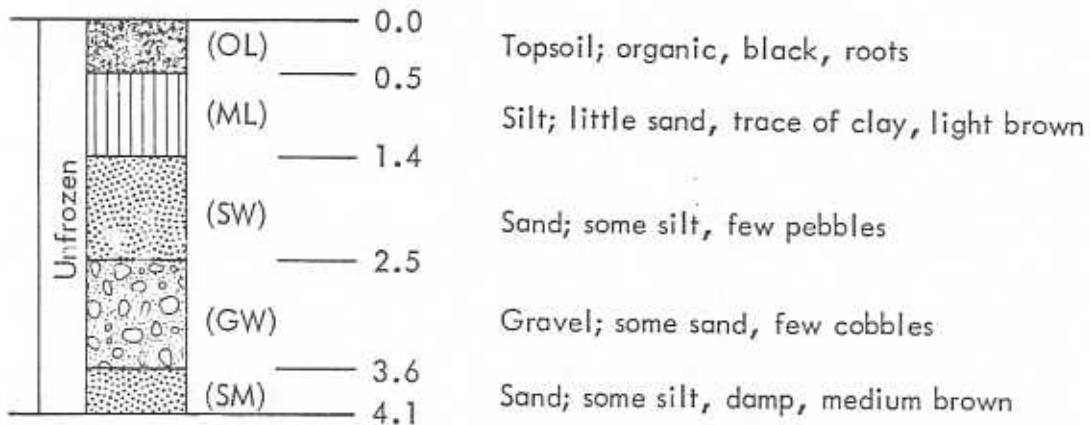 0.0
(OL) Topsoil; organic, black, roots
0.5
(ML) Silt; little sand, trace of clay, light brown
1.4
Unfrozen
(SW) Sand; some silt, few pebbles
2.5
(GW) Gravel; some sand, few cobbles
3.6
(SM) Sand; some silt, damp, medium brown
4.1